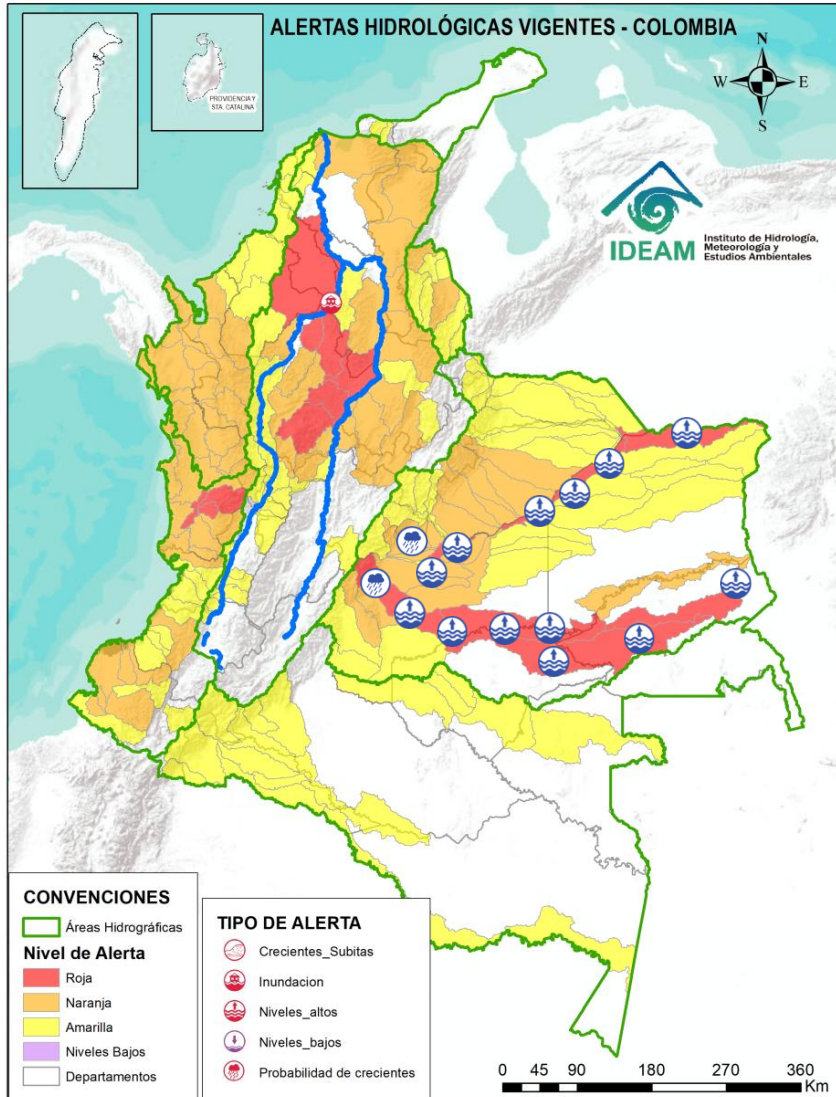 ALERTAS HIDROLÓGICAS VIGENTES - COLOMBIA
PROVIDENCIA Y
STA. CATALINA
N
W
E
S
IDEAM
Instituto de Hidrología,
Meteorología y
Estudios Ambientales
CONVENCIONES
Áreas Hidrográficas
Nivel de Alerta
Roja
Naranja
Amarilla
Niveles Bajos
Departamentos
TIPO DE ALERTA
Crecientes_Subitas
Inundacion
Niveles_altos
Niveles_bajos
Probabilidad de crecientes
0 45 90 180 270 360
Km